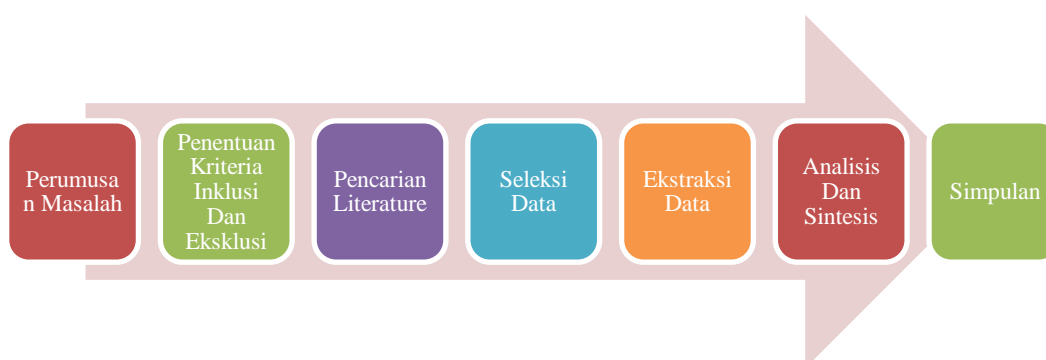 Perumusa
n Masalah
Penentuan
Kriteria
Inklusi
Dan
Eksklusi
Pencarian
Literature
Seleksi
Data
Ekstraksi
Data
Analisis
Dan
Sintesis
Simpulan